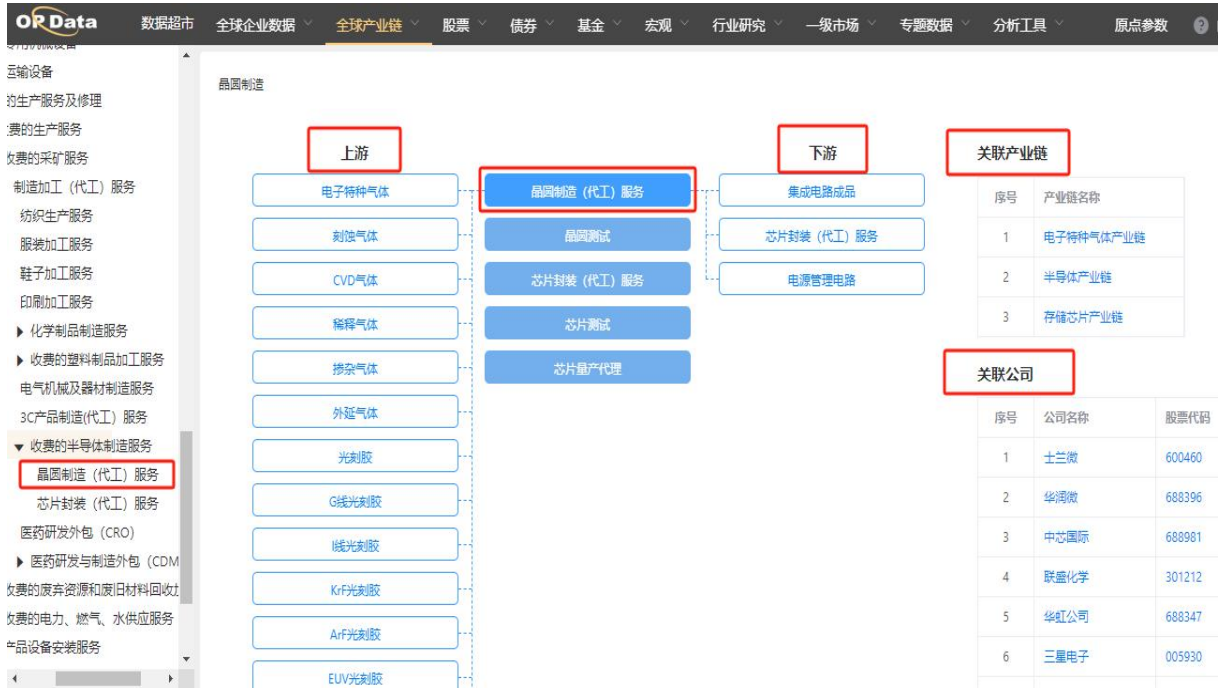 ORData 数据超市 全球企业数据 全球产业链 股票 债券 基金 宏观 行业研究 一级市场 专题数据 分析工具 原点参数
运输设备
的生产服务及修理
费的生产服务
收费的采矿服务
制造加工（代工）服务
纺织生产服务
服装加工服务
鞋子加工服务
印刷加工服务
化学制品制造服务
收费的塑料制品加工服务
电气机械及器材制造服务
3C产品制造(代工）服务
收费的半导体制造服务
晶圆制造（代工）服务
芯片封装（代工）服务
医药研发外包（CRO）
医药研发与制造外包（CDM
收费的废弃资源和废旧材料回收
收费的电力、燃气、水供应服务
产品设备安装服务
晶圆制造
上游
电子特种气体
刻蚀气体
CVD气体
稀释气体
掺杂气体
外延气体
光刻胶
G线光刻胶
I线光刻胶
KrF光刻胶
ArF光刻胶
EUV光刻胶
晶圆制造（代工）服务
晶圆测试
芯片封装（代工）服务
芯片测试
芯片量产代理
下游
集成电路成品
芯片封装（代工）服务
电源管理电路
关联产业链
序号 产业链名称
1 电子特种气体产业链
2 半导体产业链
3 存储芯片产业链
关联公司
序号 公司名称 股票代码
1 士兰微 600460
2 华润微 688396
3 中芯国际 688981
4 联盛化学 301212
5 华虹公司 688347
6 三星电子 005930